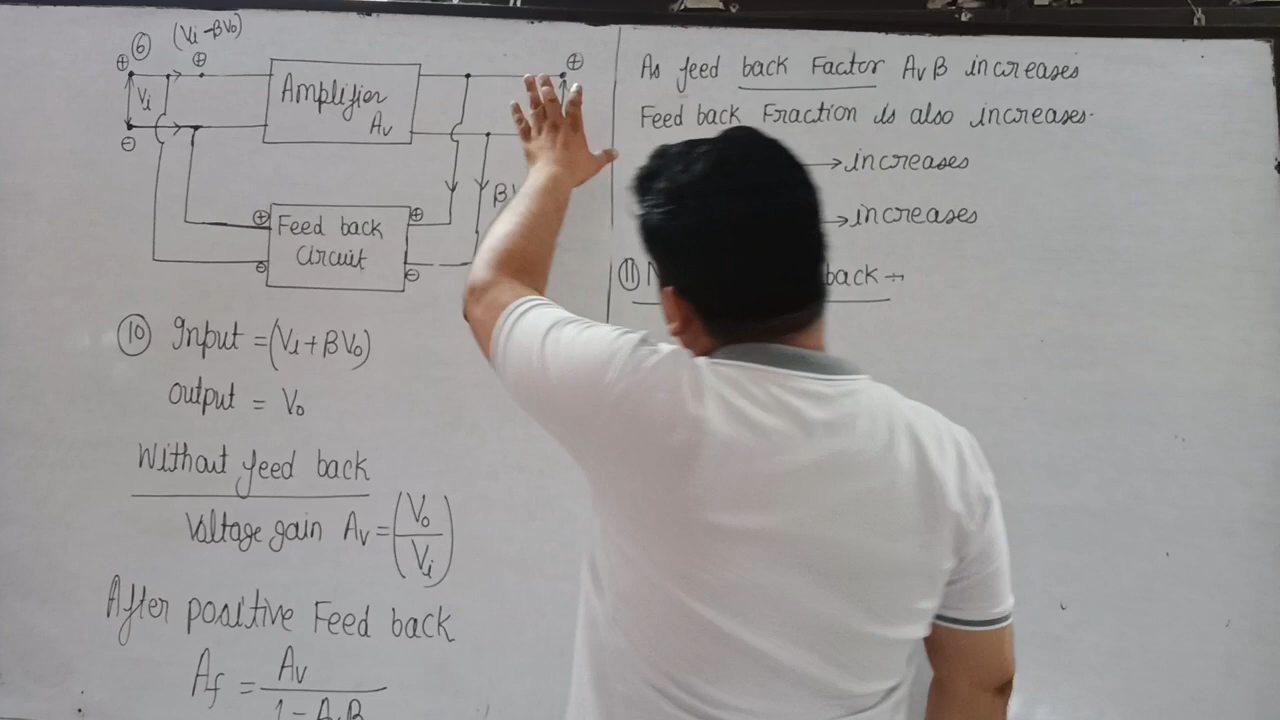 ⑥ (Vi-βVo)
⊕ ⊕ ⊕
Vi
Amplifier
Av
⊖
β
⊕ ⊕
Feed back
Circuit
⊖ ⊖
⑩ Input = (Vi + βVo)
output = Vo
Without feed back
Voltage gain Av = (Vo/Vi)
After positive Feed back
Af = Av
1 - AvB
As feed back Factor AvB increases
Feed back Fraction is also increases.
→ increases
→ increases
⑪ back →